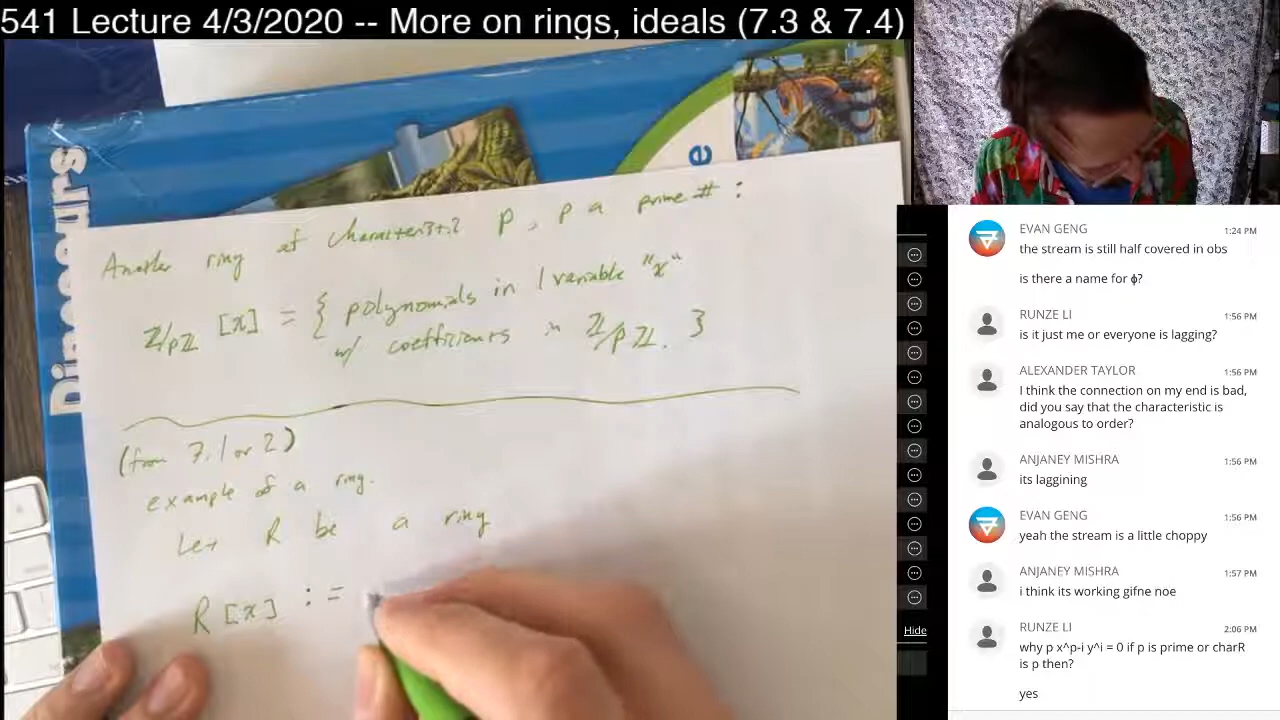 541 Lecture 4/3/2020 -- More on rings, ideals (7.3 & 7.4)
Dinosaurs
e
Another ring of characteristic p, p a prime # :
Z/pZ [x] = { polynomials in 1 variable "x"
w/ coefficients in Z/pZ. }
(from 7.1 or 2)
example of a ring.
Let R be a ring
R [x] : =
Hide
EVAN GENG 1:24 PM
the stream is still half covered in obs
is there a name for ϕ?
RUNZE LI 1:56 PM
is it just me or everyone is lagging?
ALEXANDER TAYLOR 1:56 PM
I think the connection on my end is bad,
did you say that the characteristic is
analogous to order?
ANJANEY MISHRA 1:56 PM
its laggining
EVAN GENG 1:56 PM
yeah the stream is a little choppy
ANJANEY MISHRA 1:57 PM
i think its working gifne noe
RUNZE LI 2:06 PM
why p x^p-i y^i = 0 if p is prime or charR
is p then?
yes